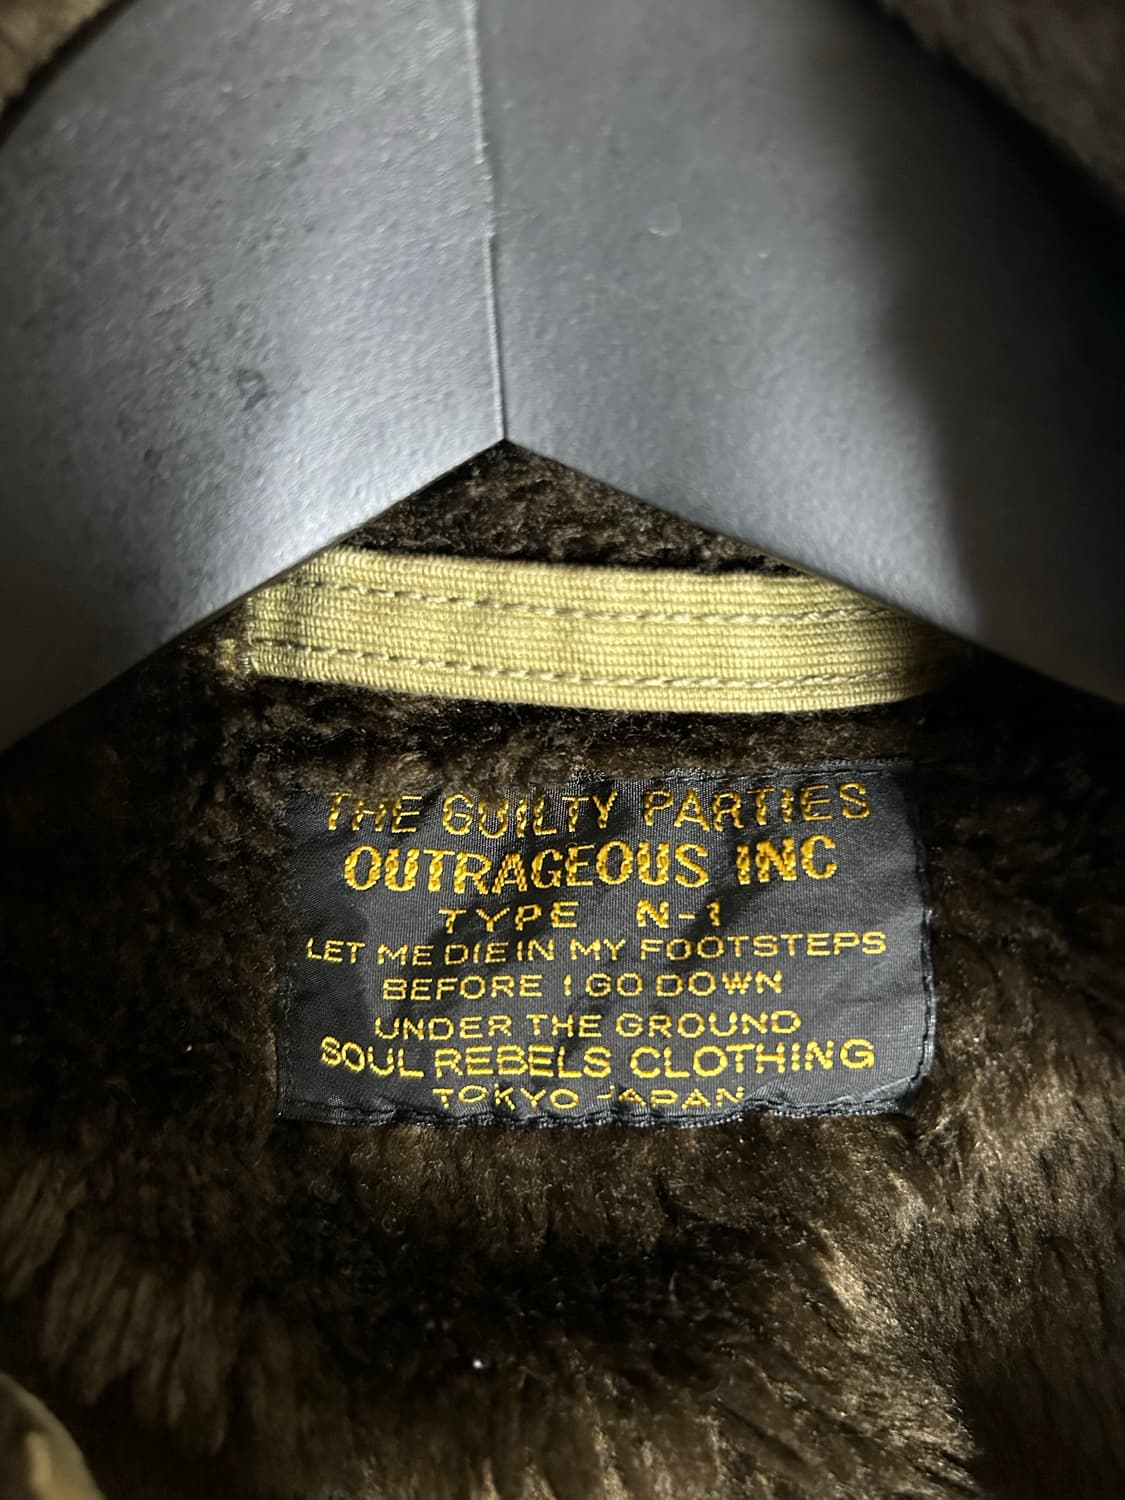 THE GUILTY PARTIES
OUTRAGEOUS INC
TYPE N-1
LET ME DIE IN MY FOOTSTEPS
BEFORE I GO DOWN
UNDER THE GROUND
SOUL REBELS CLOTHING
TOKYO JAPAN